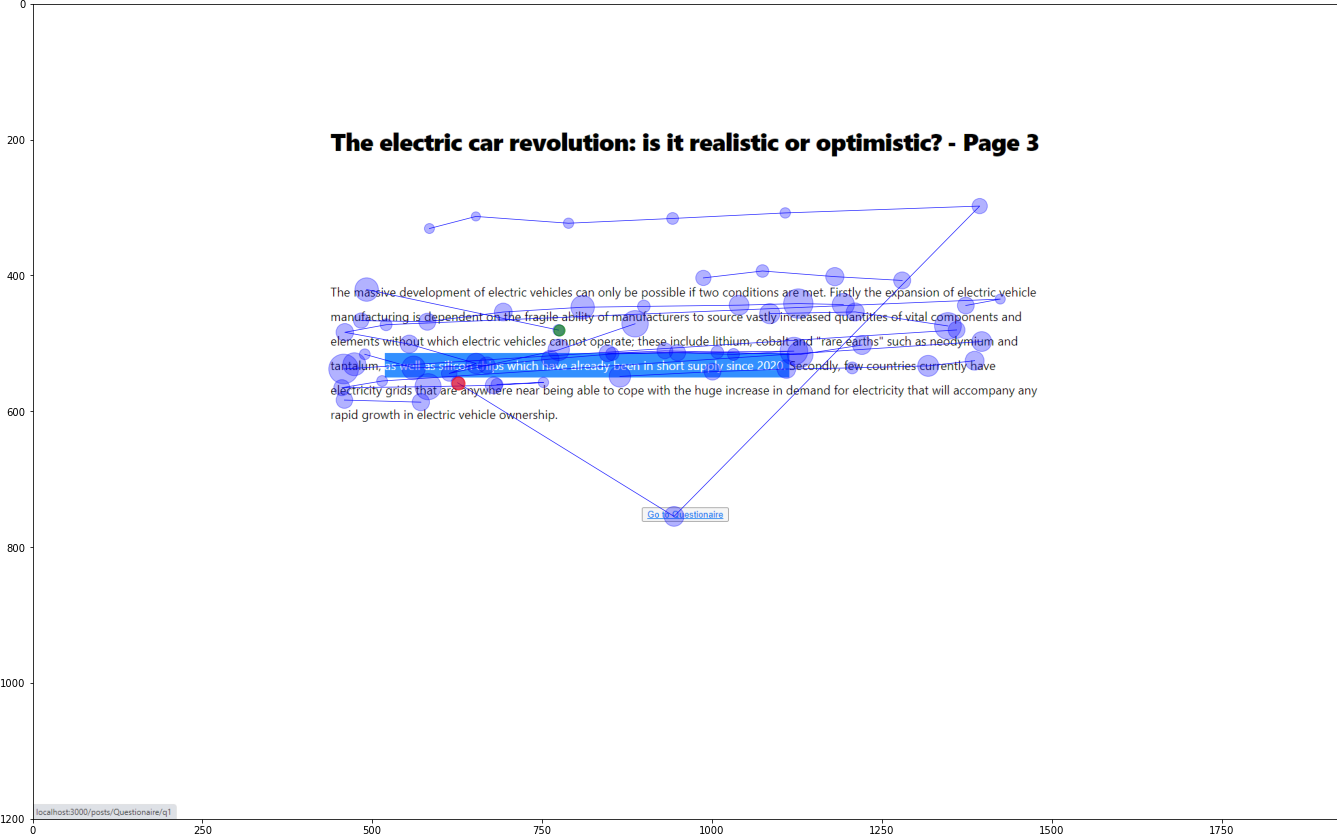 0
200
The electric car revolution: is it realistic or optimistic? - Page 3
400
The massive development of electric vehicles can only be possible if two conditions are met. Firstly the expansion of electric vehicle
manufacturing is dependent on the fragile ability of manufacturers to source vastly increased quantities of vital components and
elements without which electric vehicles cannot operate; these include lithium, cobalt and "rare earths" such as neodymium and
tantalum, as well as silicon chips which have already been in short supply since 2020. Secondly, few countries currently have
electricity grids that are anywhere near being able to cope with the huge increase in demand for electricity that will accompany any
600
rapid growth in electric vehicle ownership.
Go to Questionaire
800
1000
localhost:3000/posts/Questionaire/q1
1200
0 250 500 750 1000 1250 1500 1750